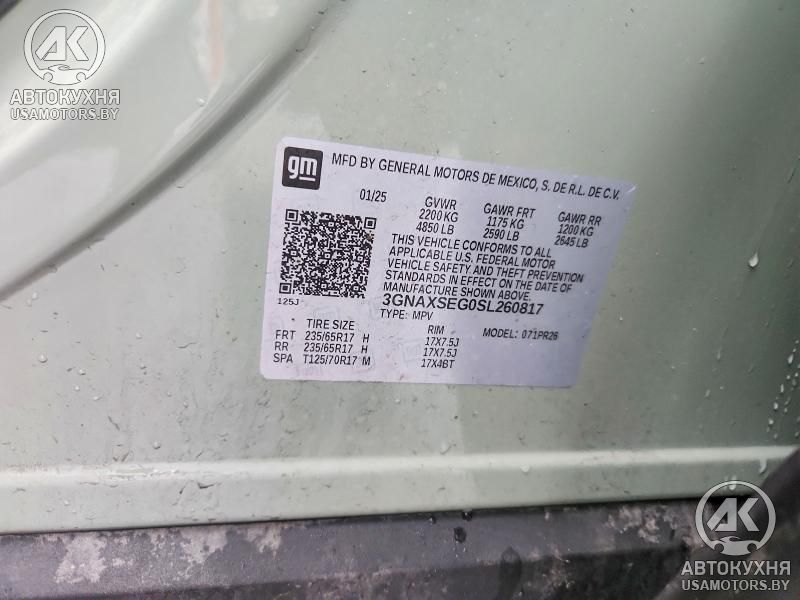 AK
АВТОКУХНЯ
USAMOTORS.BY
gm
MFD BY GENERAL MOTORS DE MEXICO, S. DE R.L. DE C.V.
01/25 GVWR GAWR FRT GAWR RR
2200 KG 1175 KG 1200 KG
4850 LB 2590 LB 2645 LB
THIS VEHICLE CONFORMS TO ALL
APPLICABLE U.S. FEDERAL MOTOR
VEHICLE SAFETY AND THEFT PREVENTION
STANDARDS IN EFFECT ON THE DATE OF
MANUFACTURE SHOWN ABOVE.
125J 3GNAXSEG0SL260817
TYPE: MPV
TIRE SIZE RIM MODEL: 071PR26
FRT 235/65R17 H 17X7.5J
RR 235/65R17 H 17X7.5J
SPA T125/70R17 M 17X4BT
AK
АВТОКУХНЯ
USAMOTORS.BY